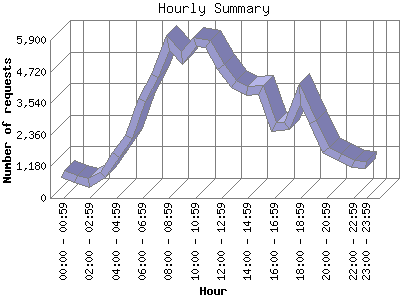 Hourly Summary
Number of requests
5,900
4,720
3,540
2,360
1,180
0
00:00 - 00:59
02:00 - 02:59
04:00 - 04:59
06:00 - 06:59
08:00 - 08:59
10:00 - 10:59
12:00 - 12:59
14:00 - 14:59
16:00 - 16:59
18:00 - 18:59
20:00 - 20:59
22:00 - 22:59
23:00 - 23:59
Hour